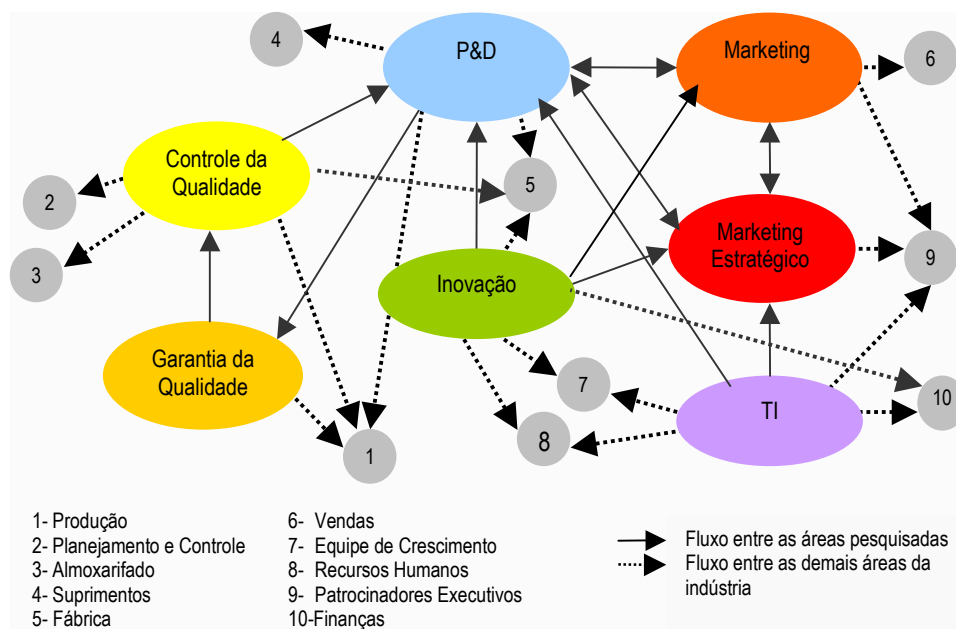 4
P&D
Marketing
6
Controle da
Qualidade
2
5
3
Marketing
Estratégico
9
Inovação
Garantia da
Qualidade
7
TI
10
1
8
1- Produção
2- Planejamento e Controle
3- Almoxarifado
4- Suprimentos
5- Fábrica
6- Vendas
7- Equipe de Crescimento
8- Recursos Humanos
9- Patrocinadores Executivos
10-Finanças
Fluxo entre as áreas pesquisadas
Fluxo entre as demais áreas da
indústria